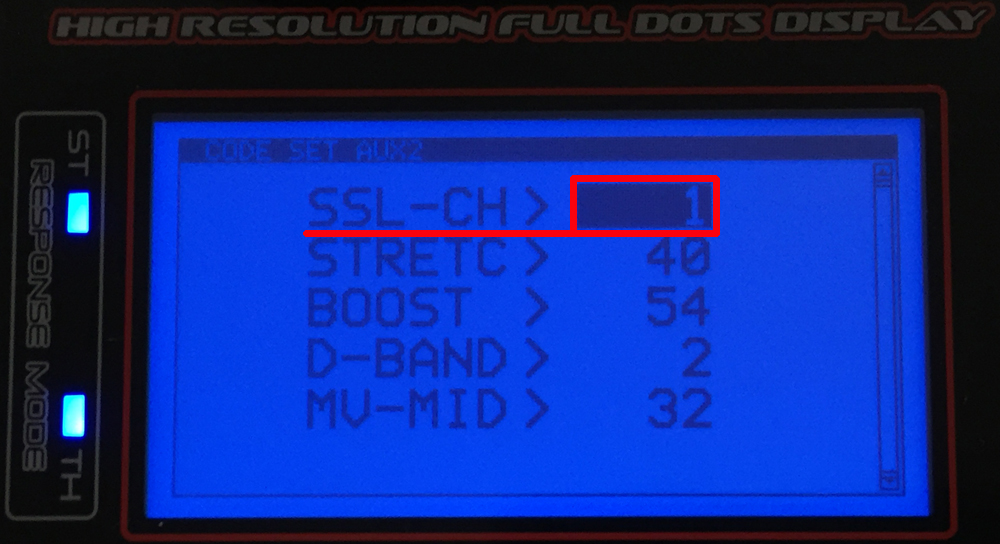 HIGH RESOLUTION FULL DOTS DISPLAY
CODE SET AUX2
SSL-CH > 1
STRETC > 40
BOOST > 54
D-BAND > 2
MV-MID > 32
ST
RESPONSE MODE
TH